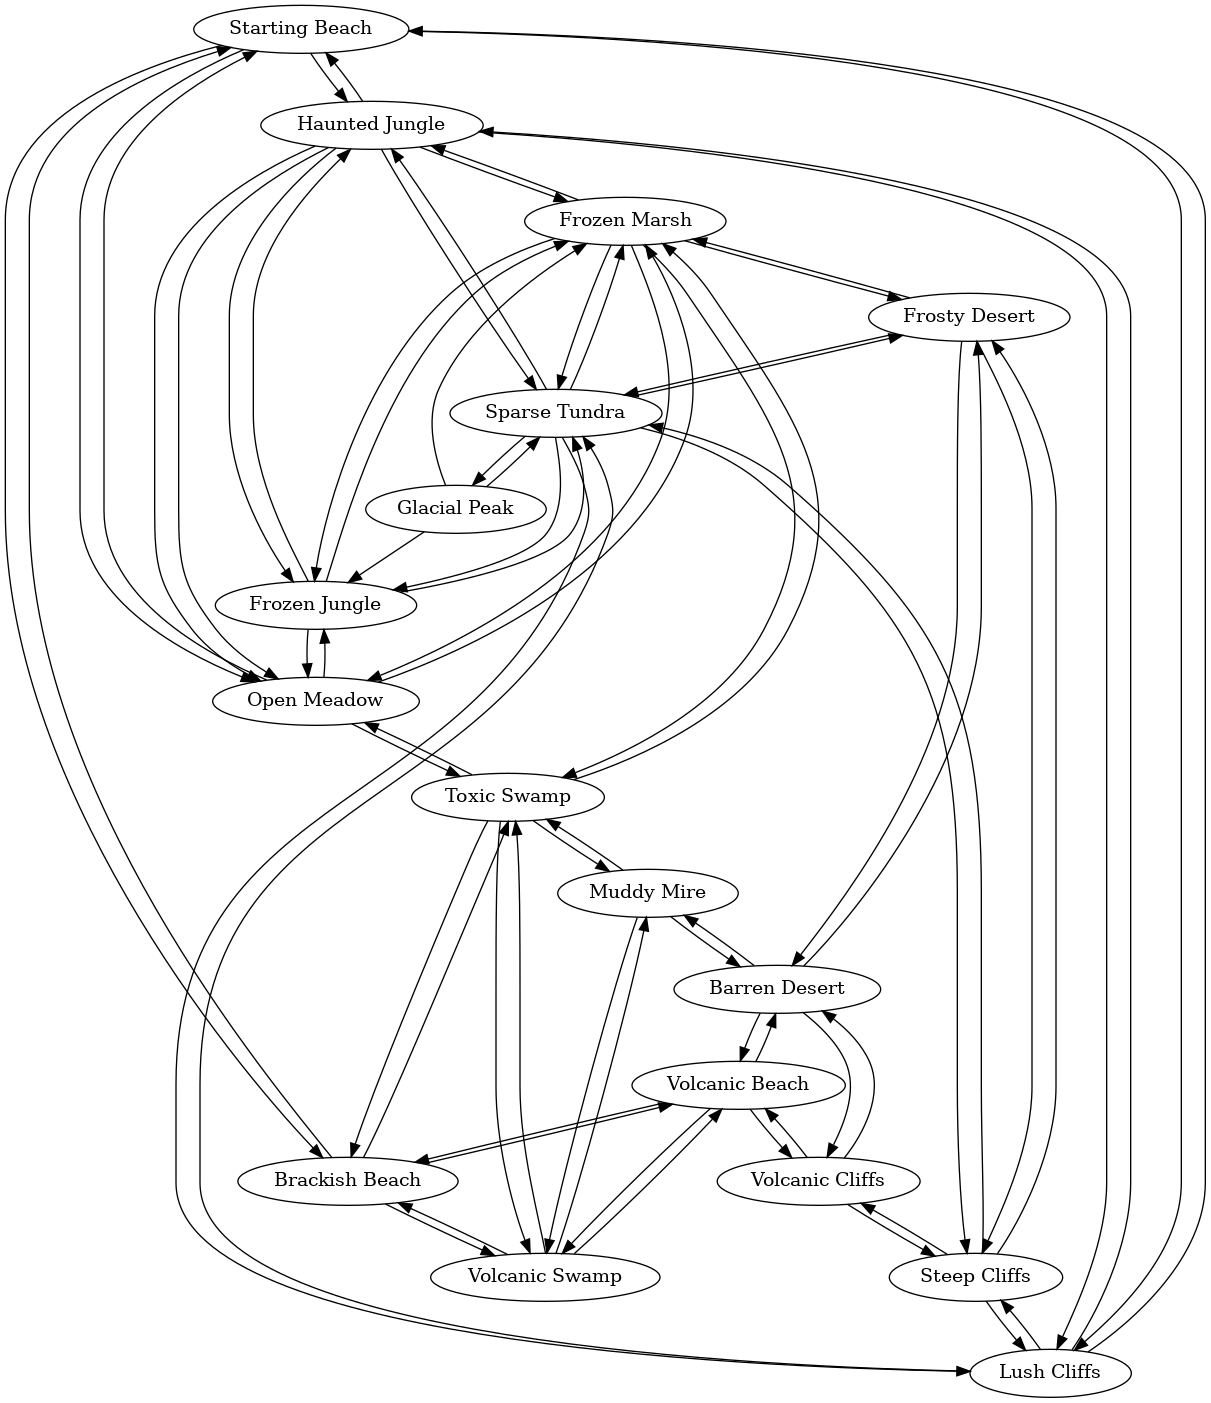 Starting Beach
Haunted Jungle
Frozen Marsh
Frosty Desert
Sparse Tundra
Glacial Peak
Frozen Jungle
Open Meadow
Toxic Swamp
Muddy Mire
Barren Desert
Volcanic Beach
Brackish Beach
Volcanic Cliffs
Volcanic Swamp
Steep Cliffs
Lush Cliffs